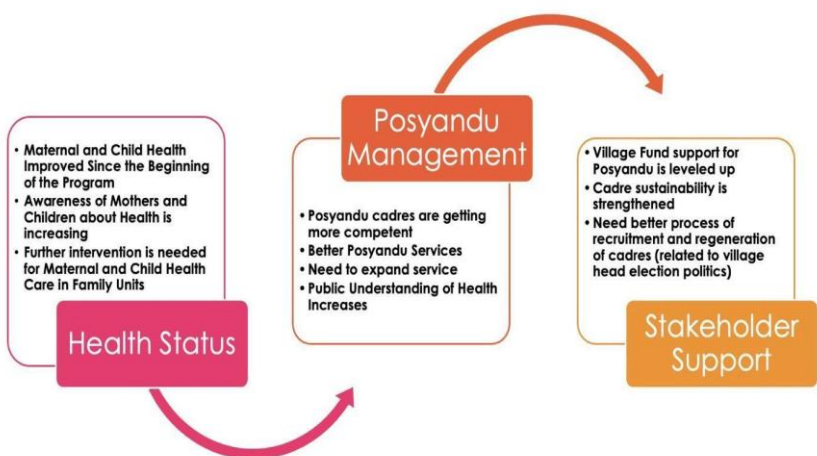 • Maternal and Child Health
Improved Since the Beginning
of the Program
• Awareness of Mothers and
Children about Health is
increasing
• Further intervention is needed
for Maternal and Child Health
Care in Family Units
Health Status
Posyandu
Management
• Posyandu cadres are getting
more competent
• Better Posyandu Services
• Need to expand service
• Public Understanding of Health
Increases
• Village Fund support for
Posyandu is leveled up
• Cadre sustainability is
strengthened
• Need better process of
recruitment and regeneration
of cadres (related to village
head election politics)
Stakeholder
Support